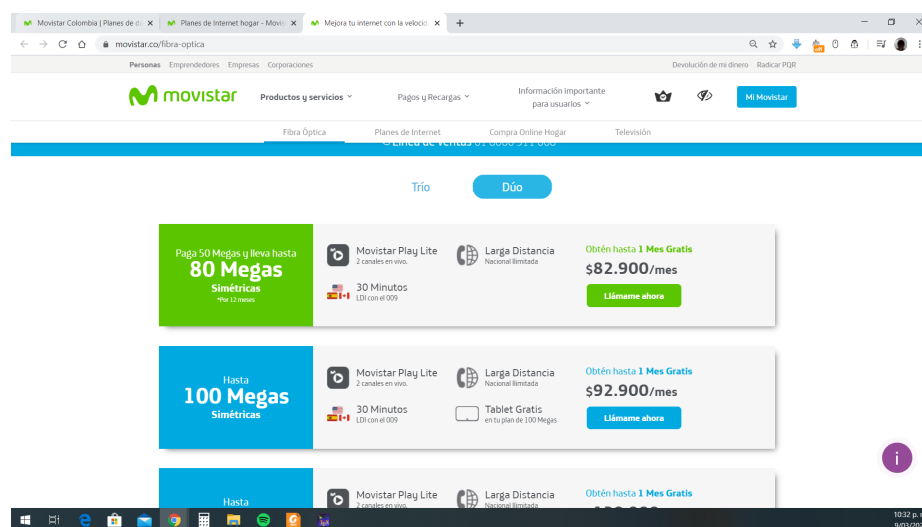 Movistar Colombia | Planes de d
Planes de Internet hogar - Movis
Mejora tu internet con la velocid
movistar.co/fibra-optica
off
Personas Emprendedores Empresas Corporaciones
Devolución de mi dinero Radicar PQR
movistar
Productos y servicios
Pagos y Recargas
Información importante
para usuarios
Mi Movistar
Fibra Óptica
Planes de Internet
Compra Online Hogar
Televisión
Trío
Dúo
Paga 50 Megas y lleva hasta
80 Megas
Simétricas
*Por 12 meses
Movistar Play Lite
2 canales en vivo.
Larga Distancia
Nacional Ilimitada
30 Minutos
LDI con el 009
Obtén hasta 1 Mes Gratis
$82.900/mes
Llámame ahora
Hasta
100 Megas
Simétricas
Movistar Play Lite
2 canales en vivo.
Larga Distancia
Nacional Ilimitada
30 Minutos
LDI con el 009
Tablet Gratis
en tu plan de 100 Megas
Obtén hasta 1 Mes Gratis
$92.900/mes
Llámame ahora
i
Hasta
Movistar Play Lite
2 canales en vivo.
Larga Distancia
Nacional Ilimitada
Obtén hasta 1 Mes Gratis
10:32 p.